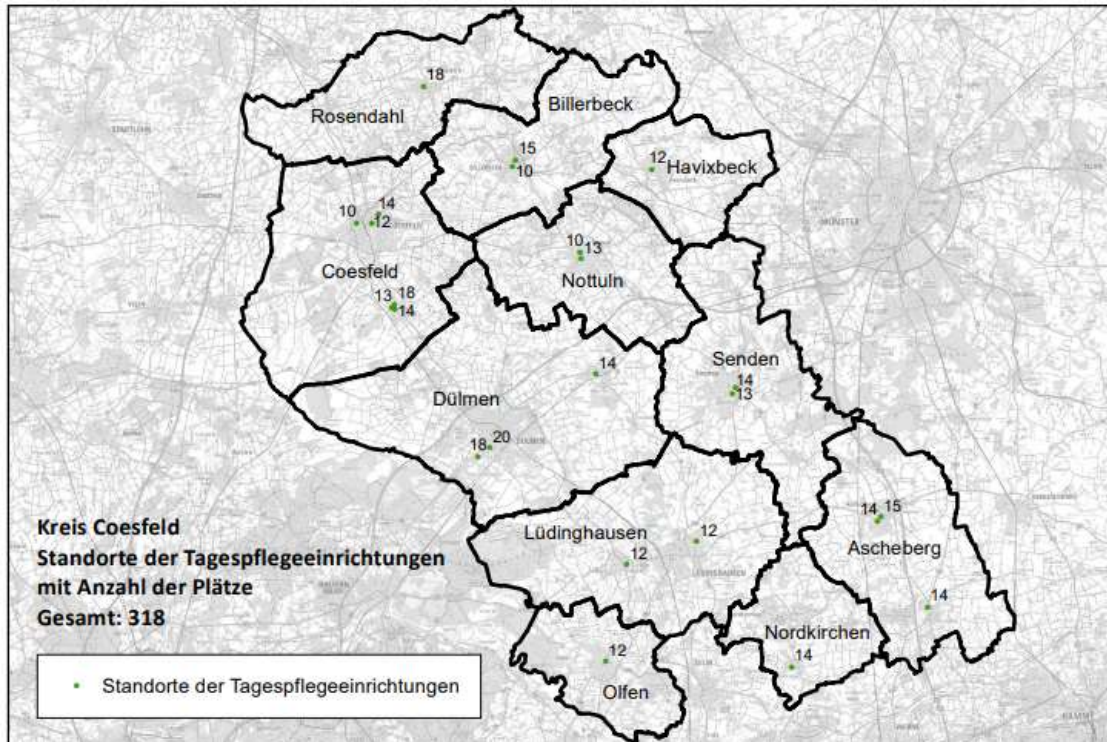 18
Rosendahl
Billerbeck
15
10
12
Havixbeck
14
10
12
Coesfeld
13
18
14
10
13
Nottuln
MÜNSTER
14
Senden
14
13
Dülmen
20
18
Kreis Coesfeld
Standorte der Tagespflegeeinrichtungen
mit Anzahl der Plätze
Gesamt: 318
Lüdinghausen
12
12
14
15
Ascheberg
14
Nordkirchen
14
12
Olfen
Standorte der Tagespflegeeinrichtungen
HAMM